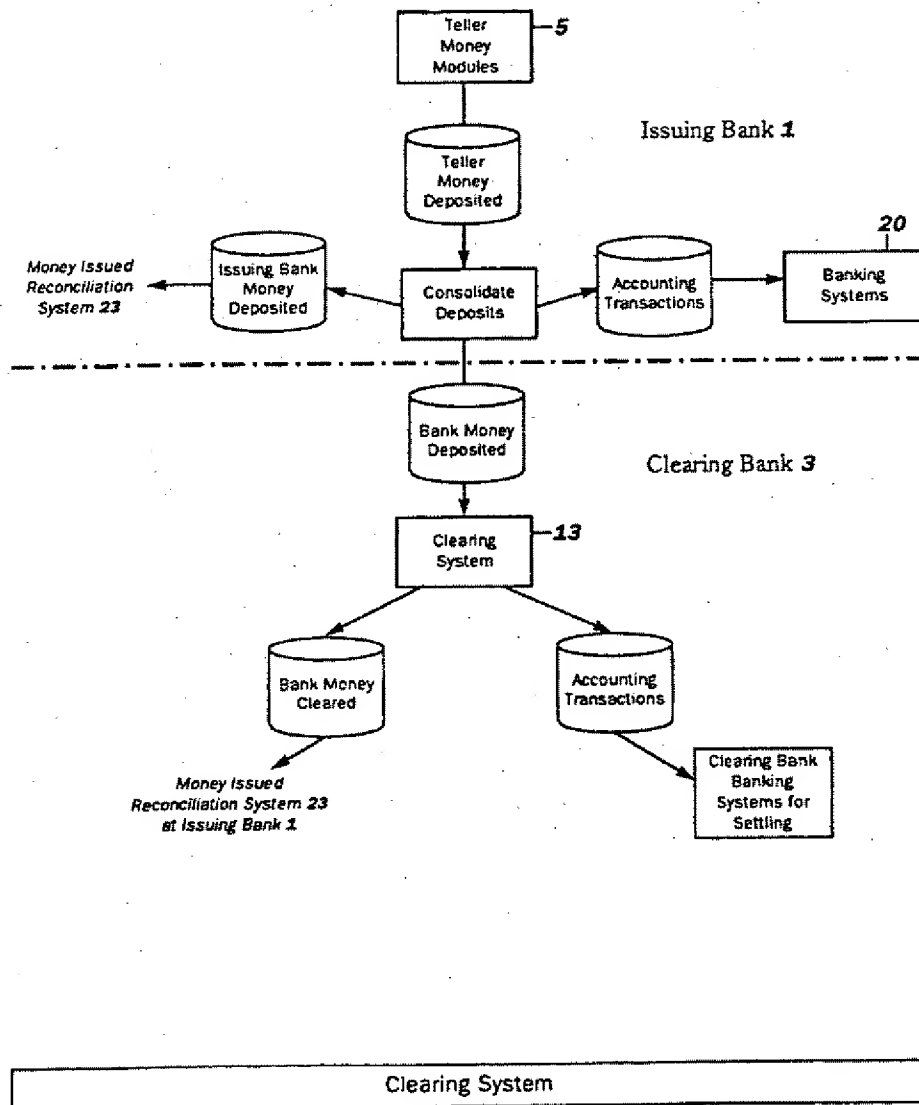 Teller
Money
Modules
5
Issuing Bank 1
Teller
Money
Deposited
20
Money Issued
Reconciliation
System 23
Issuing Bank
Money
Deposited
Consolidate
Deposits
Accounting
Transactions
Banking
Systems
Bank Money
Deposited
Clearing Bank 3
Clearing
System
13
Bank Money
Cleared
Accounting
Transactions
Money Issued
Reconciliation System 23
at Issuing Bank 1
Clearing Bank
Banking
Systems for
Settling
Clearing System